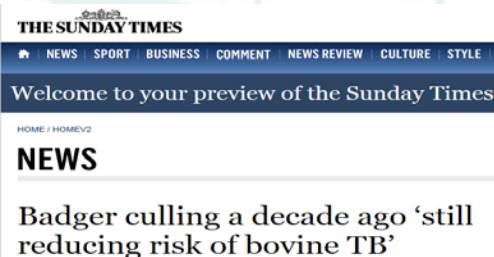 THE SUNDAY TIMES
NEWS SPORT BUSINESS COMMENT NEWS REVIEW CULTURE STYLE
Welcome to your preview of the Sunday Times
HOME / HOMEV2
NEWS
Badger culling a decade ago ‘still
reducing risk of bovine TB’